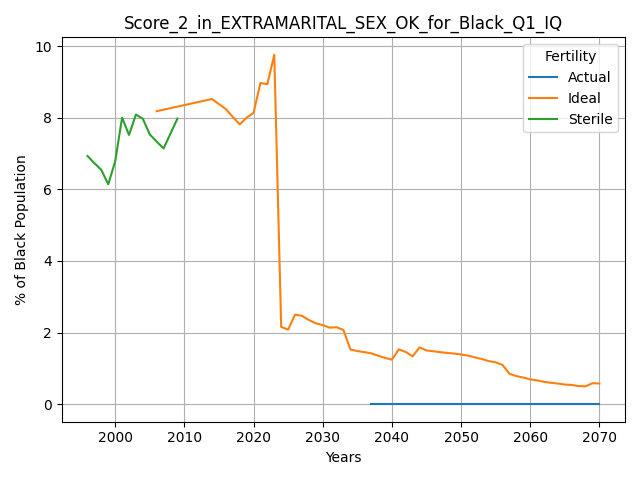 Score_2_in_EXTRAMARITAL_SEX_OK_for_Black_Q1_IQ
Fertility
Actual
Ideal
Sterile
% of Black Population
10
8
6
4
2
0
2000 2010 2020 2030 2040 2050 2060 2070
Years